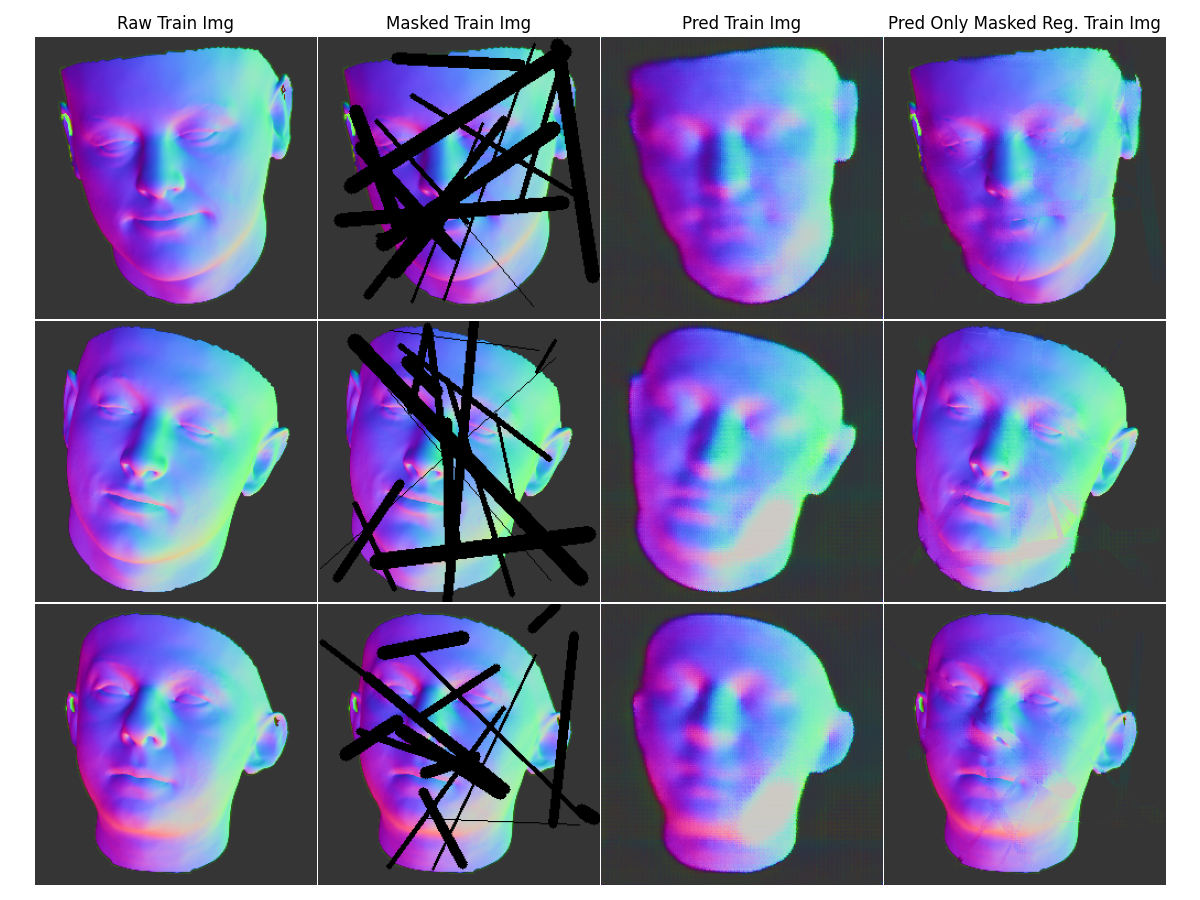 Raw Train Img
Masked Train Img
Pred Train Img
Pred Only Masked Reg. Train Img